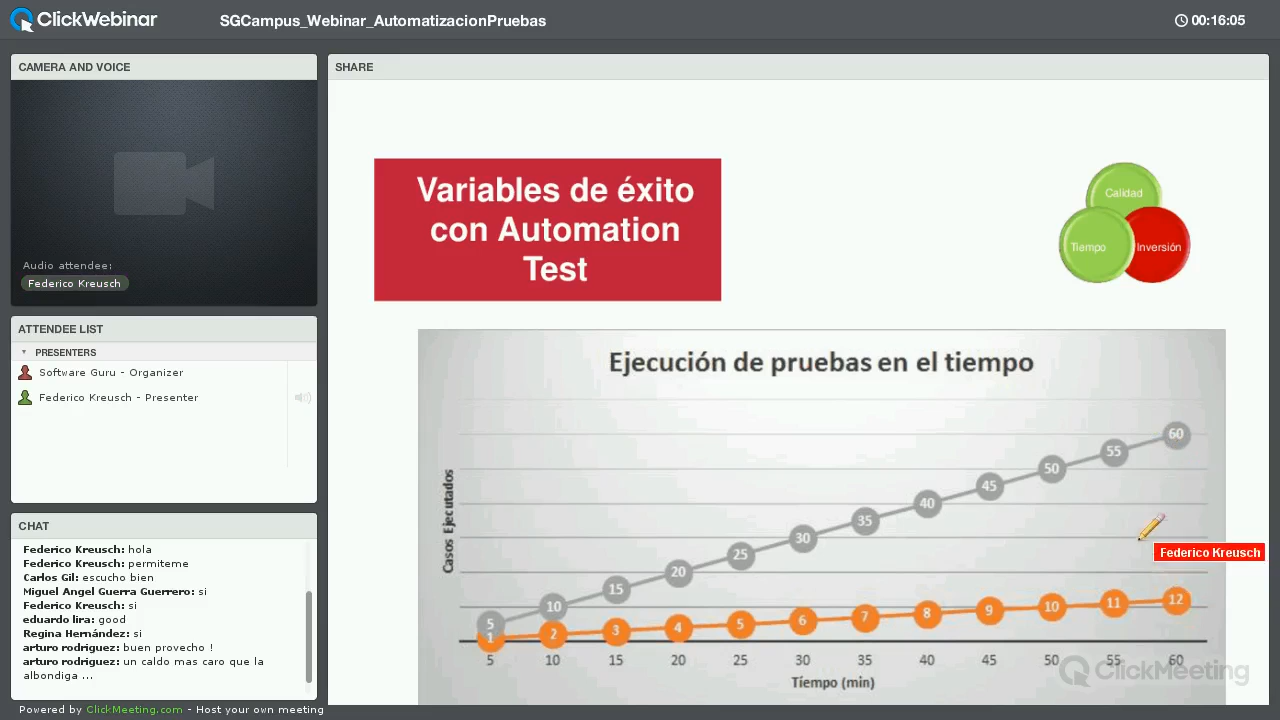 ClickWebinar
SGCampus_Webinar_AutomatizacionPruebas
00:16:05
CAMERA AND VOICE
Audio attendee:
Federico Kreusch
ATTENDEE LIST
PRESENTERS
Software Guru - Organizer
Federico Kreusch - Presenter
CHAT
Federico Kreusch: hola
Federico Kreusch: permiteme
Carlos Gil: escucho bien
Miguel Angel Guerra Guerrero: si
Federico Kreusch: si
eduardo lira: good
Regina Hernández: si
arturo rodriguez: buen provecho !
arturo rodriguez: un caldo mas caro que la
albondiga ...
SHARE
Variables de éxito
con Automation
Test
Calidad
Tiempo
Inversión
Ejecución de pruebas en el tiempo
Casos Ejecutados
5 10 15 20 25 30 35 40 45 50 55 60
1 2 3 4 5 6 7 8 9 10 11 12
5 10 15 20 25 30 35 40 45 50 55 60
Tiempo (min)
Federico Kreusch
ClickMeeting
Powered by ClickMeeting.com - Host your own meeting